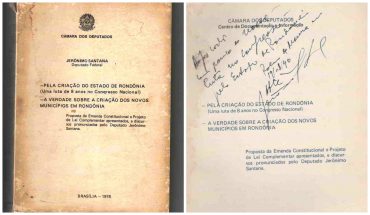 CÂMARA DOS DEPUTADOS
JERÔNIMO SANTANA
Deputado Federal
—PELA CRIAÇÃO DO ESTADO DE RONDÔNIA
(Uma luta de 8 anos no Congresso Nacional)
—A VERDADE SOBRE A CRIAÇÃO DOS NOVOS
MUNICÍPIOS EM RONDÔNIA
Proposta de Emenda Constitucional e Projeto
de Lei Complementar apresentados, e discur-
sos pronunciados pelo Deputado Jerônimo
Santana.
BRASÍLIA – 1978
CÂMARA DOS DEPUTADOS
Centro de Documentação e Informação
—PELA CRIAÇÃO DO ESTADO DE RONDÔNIA
(Uma luta de 8 anos no Congresso Nacional)
— A VERDADE SOBRE A CRIAÇÃO DOS NOVOS
MUNICÍPIOS EM RONDÔNIA
Proposta de Emenda Constitucional e Projeto
de Lei Complementar apresentados, e discur-
sos pronunciados pelo Deputado Jerônimo
Santana.